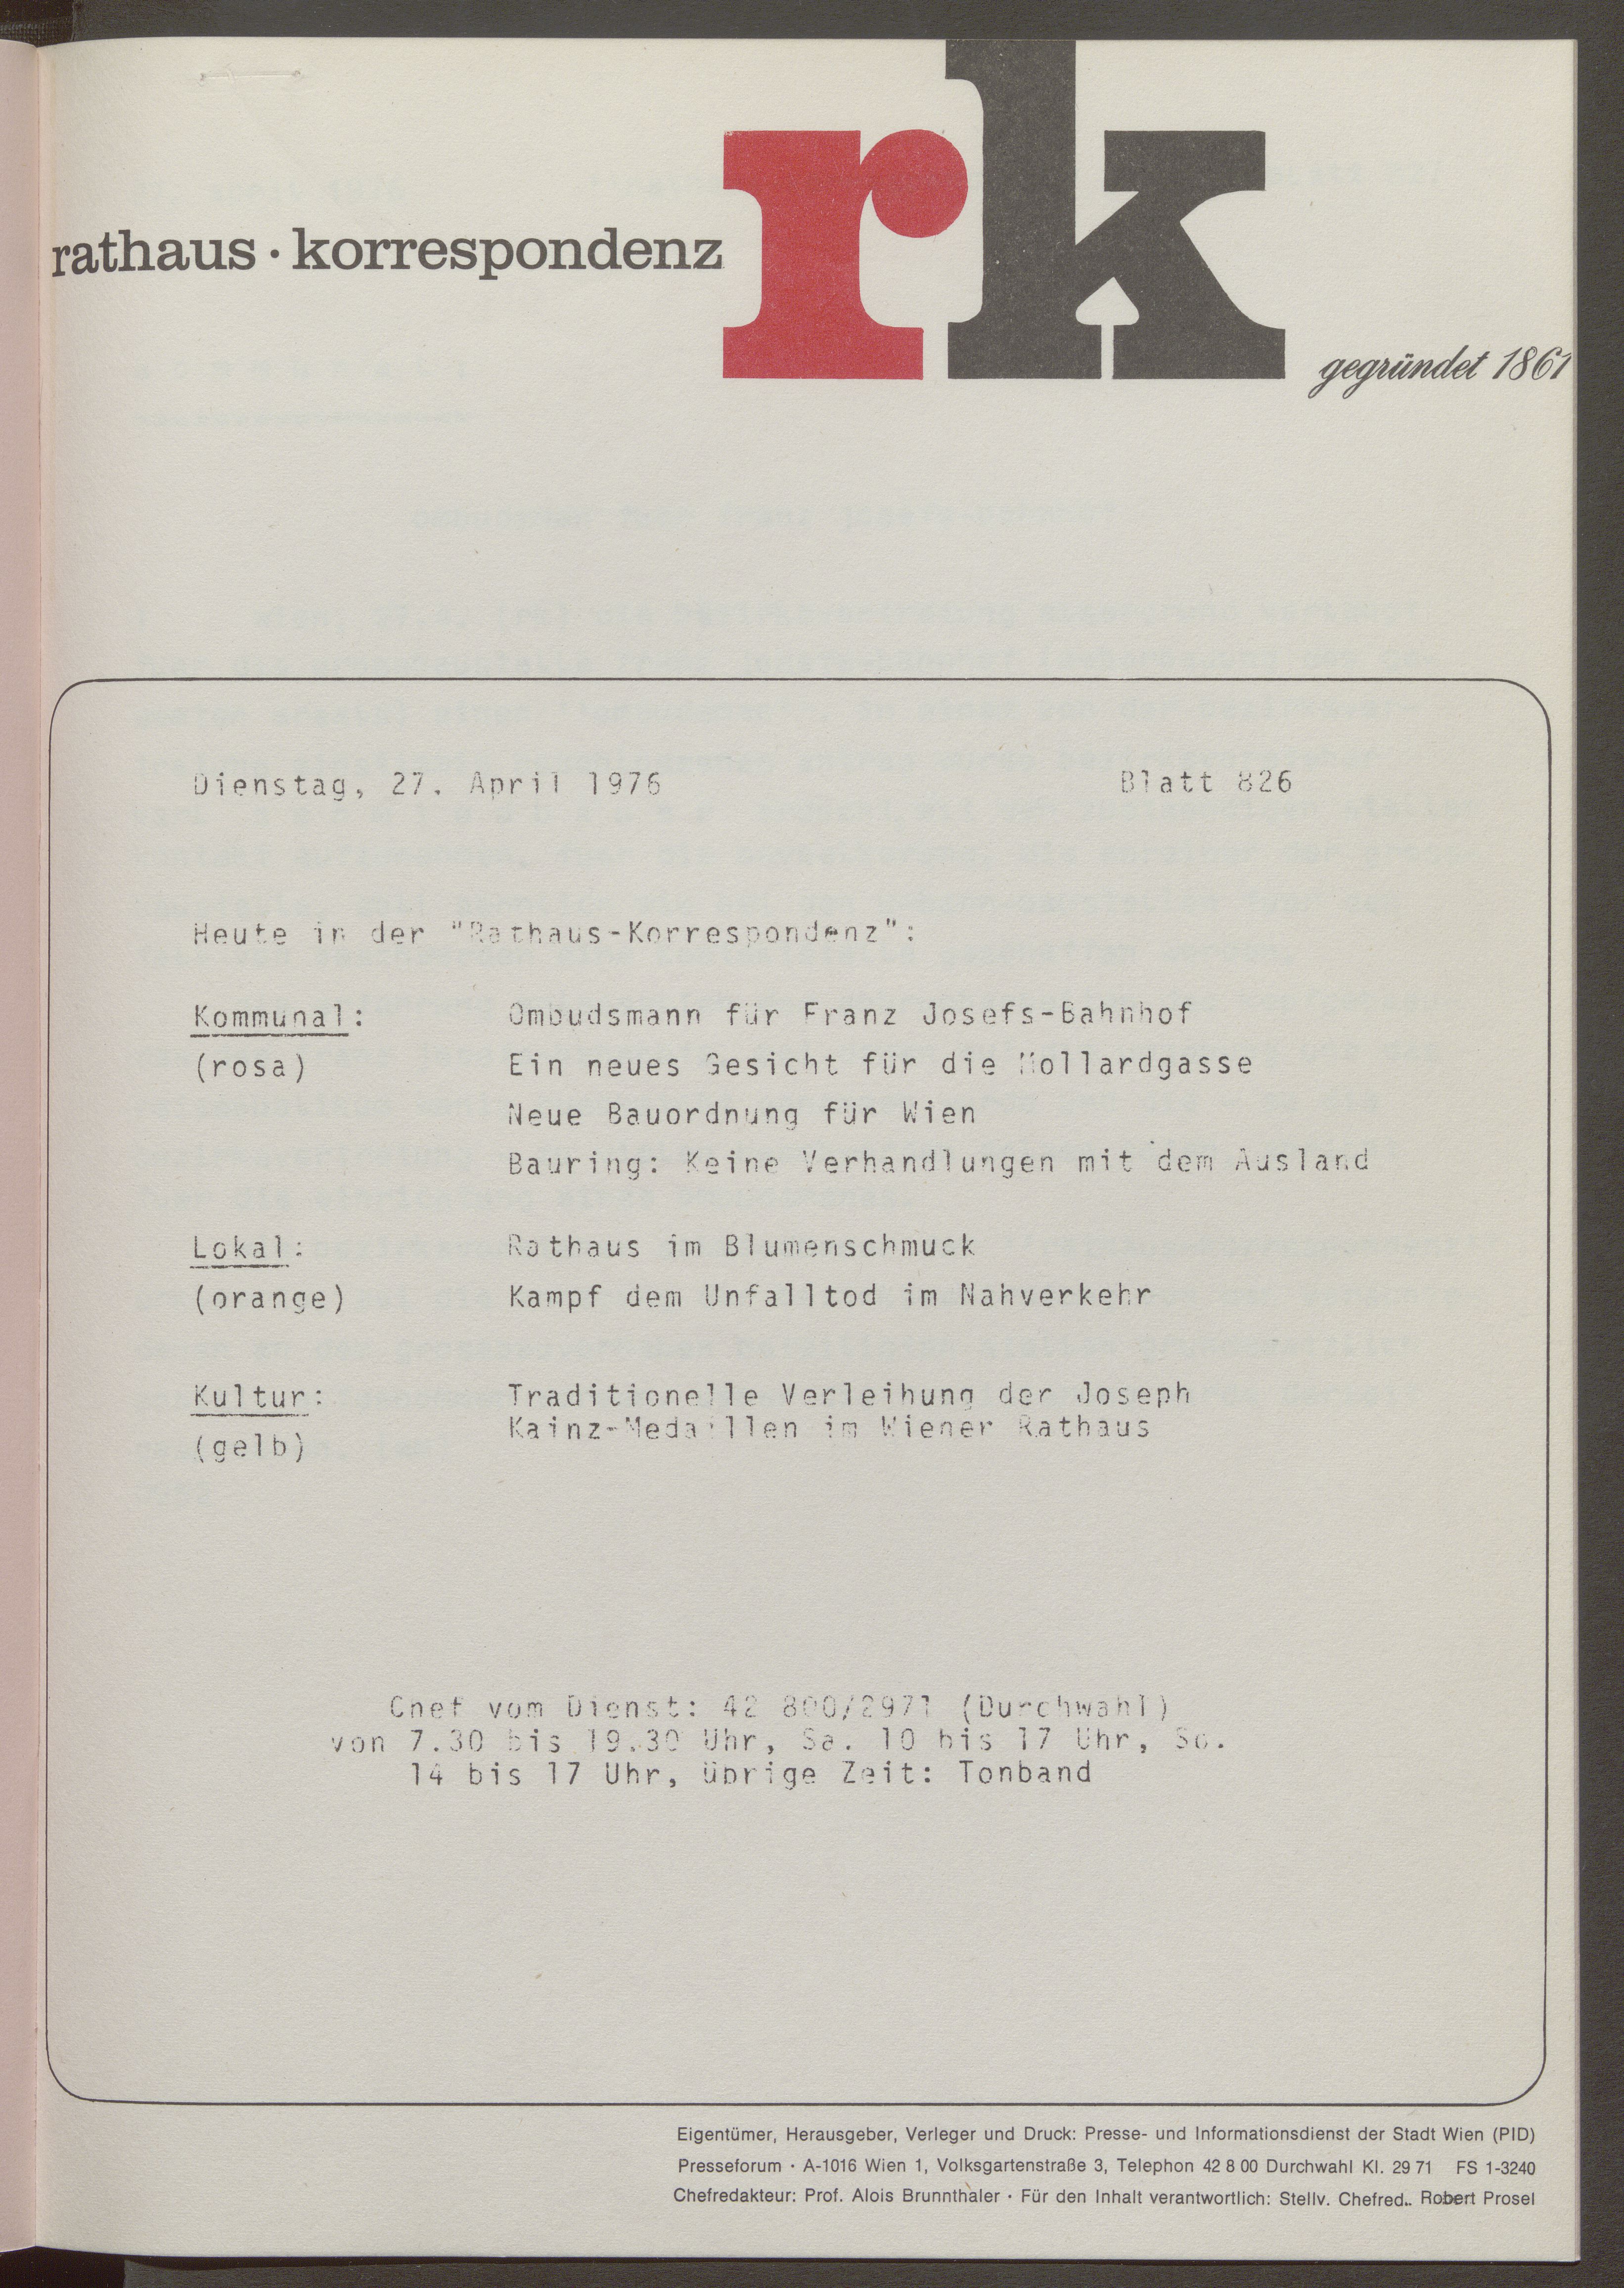 rathaus · korrespondenz
rk
gegründet 1861
Dienstag, 27. April 1976 Blatt 826
Heute in der "Rathaus-Korrespondenz":
Kommunal: Ombudsmann für Franz Josefs-Bahnhof
(rosa) Ein neues Gesicht für die Mollardgasse
Neue Bauordnung für Wien
Bauring: Keine Verhandlungen mit dem Ausland
Lokal: Rathaus im Blumenschmuck
(orange) Kampf dem Unfalltod im Nahverkehr
Kultur: Traditionelle Verleihung der Joseph
Kainz-Medaillen im Wiener Rathaus
(gelb)
Chef vom Dienst: 42 800/2971 (Durchwahl)
von 7.30 bis 19.30 Uhr, Sa. 10 bis 17 Uhr, So.
14 bis 17 Uhr, übrige Zeit: Tonband
Eigentümer, Herausgeber, Verleger und Druck: Presse- und Informationsdienst der Stadt Wien (PID)
Presseforum · A-1016 Wien 1, Volksgartenstraße 3, Telephon 42 8 00 Durchwahl Kl. 29 71 FS 1-3240
Chefredakteur: Prof. Alois Brunnthaler · Für den Inhalt verantwortlich: Stellv. Chefred.. Robert Prosel